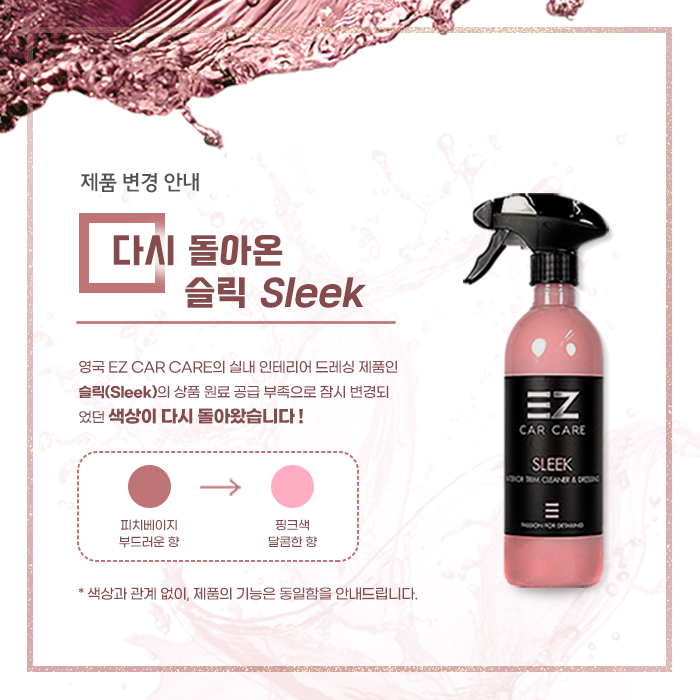 제품 변경 안내
다시 돌아온
슬릭 Sleek
영국 EZ CAR CARE의 실내 인테리어 드레싱 제품인
슬릭(Sleek)의 상품 원료 공급 부족으로 잠시 변경되
었던 색상이 다시 돌아왔습니다 !
피치베이지
부드러운 향
핑크색
달콤한 향
* 색상과 관계 없이, 제품의 기능은 동일함을 안내드립니다.
EZ
CAR CARE
SLEEK
INTERIOR TRIM CLEANER & DRESSING
PASSION FOR DETAILING